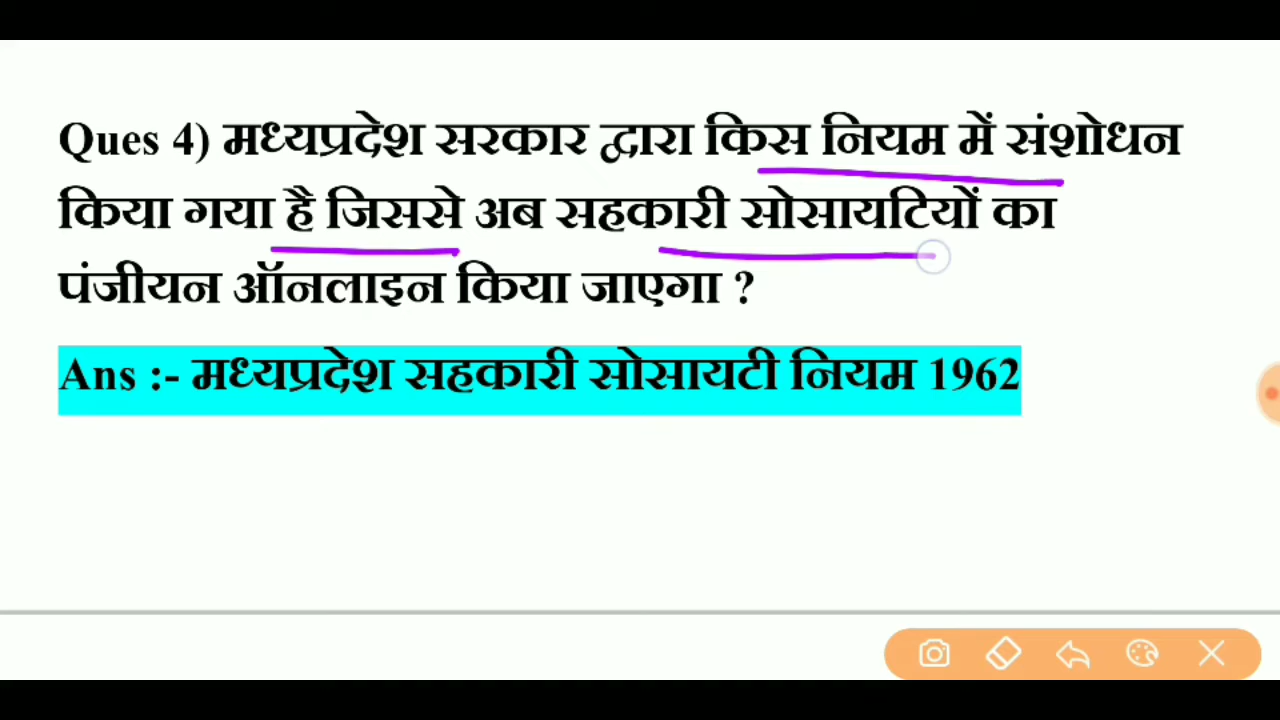 Ques 4) मध्यप्रदेश सरकार द्वारा किस नियम में संशोधन
किया गया है जिससे अब सहकारी सोसायटियों का
पंजीयन ऑनलाइन किया जाएगा ?
Ans :- मध्यप्रदेश सहकारी सोसायटी नियम 1962